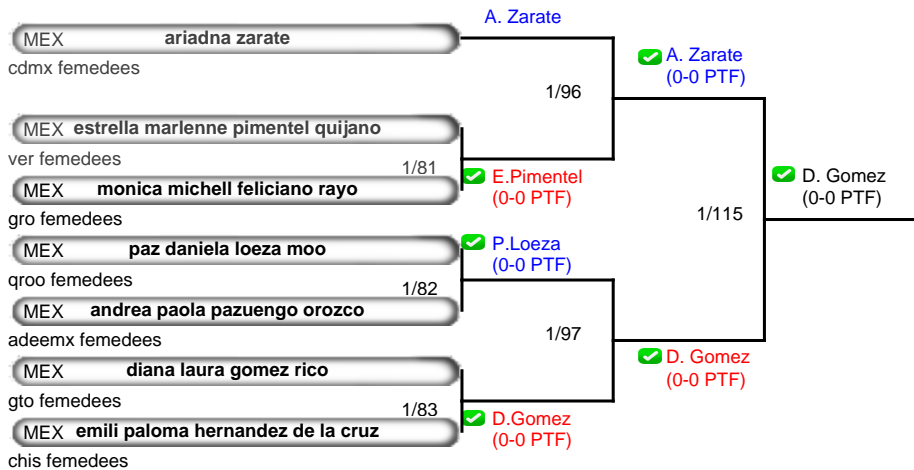 A. Zarate
MEX ariadna zarate
cdmx femedees
A. Zarate
(0-0 PTF)
1/96
MEX estrella marlenne pimentel quijano
ver femedees
1/81
E.Pimentel
(0-0 PTF)
MEX monica michell feliciano rayo
gro femedees
D. Gomez
(0-0 PTF)
1/115
MEX paz daniela loeza moo
P.Loeza
(0-0 PTF)
qroo femedees
1/82
MEX andrea paola pazuengo orozco
adeemx femedees
1/97
MEX diana laura gomez rico
D. Gomez
(0-0 PTF)
gto femedees
1/83
D.Gomez
(0-0 PTF)
MEX emili paloma hernandez de la cruz
chis femedees